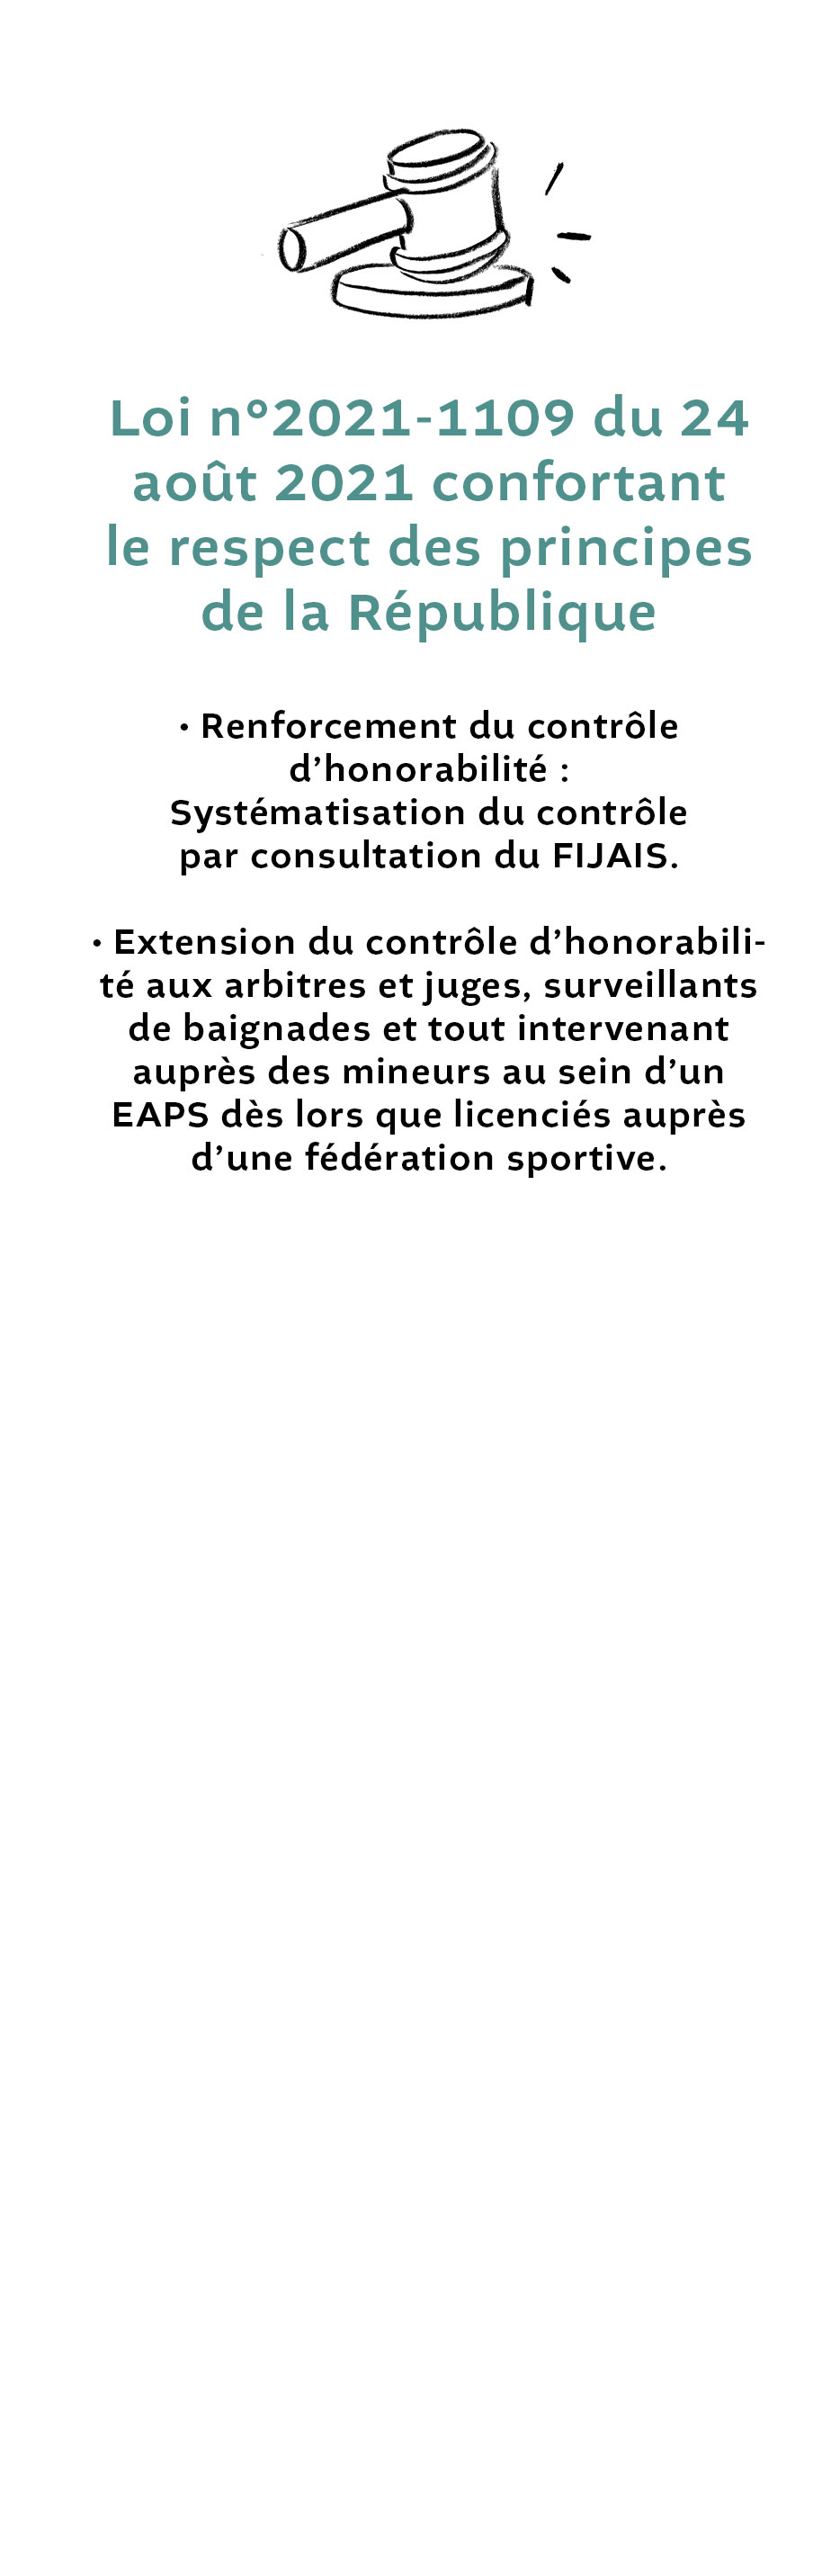 Loi n°2021-1109 du 24
août 2021 confortant
le respect des principes
de la République
• Renforcement du contrôle
d’honorabilité :
Systématisation du contrôle
par consultation du FIJAIS.
• Extension du contrôle d’honorabili-
té aux arbitres et juges, surveillants
de baignades et tout intervenant
auprès des mineurs au sein d’un
EAPS dès lors que licenciés auprès
d’une fédération sportive.